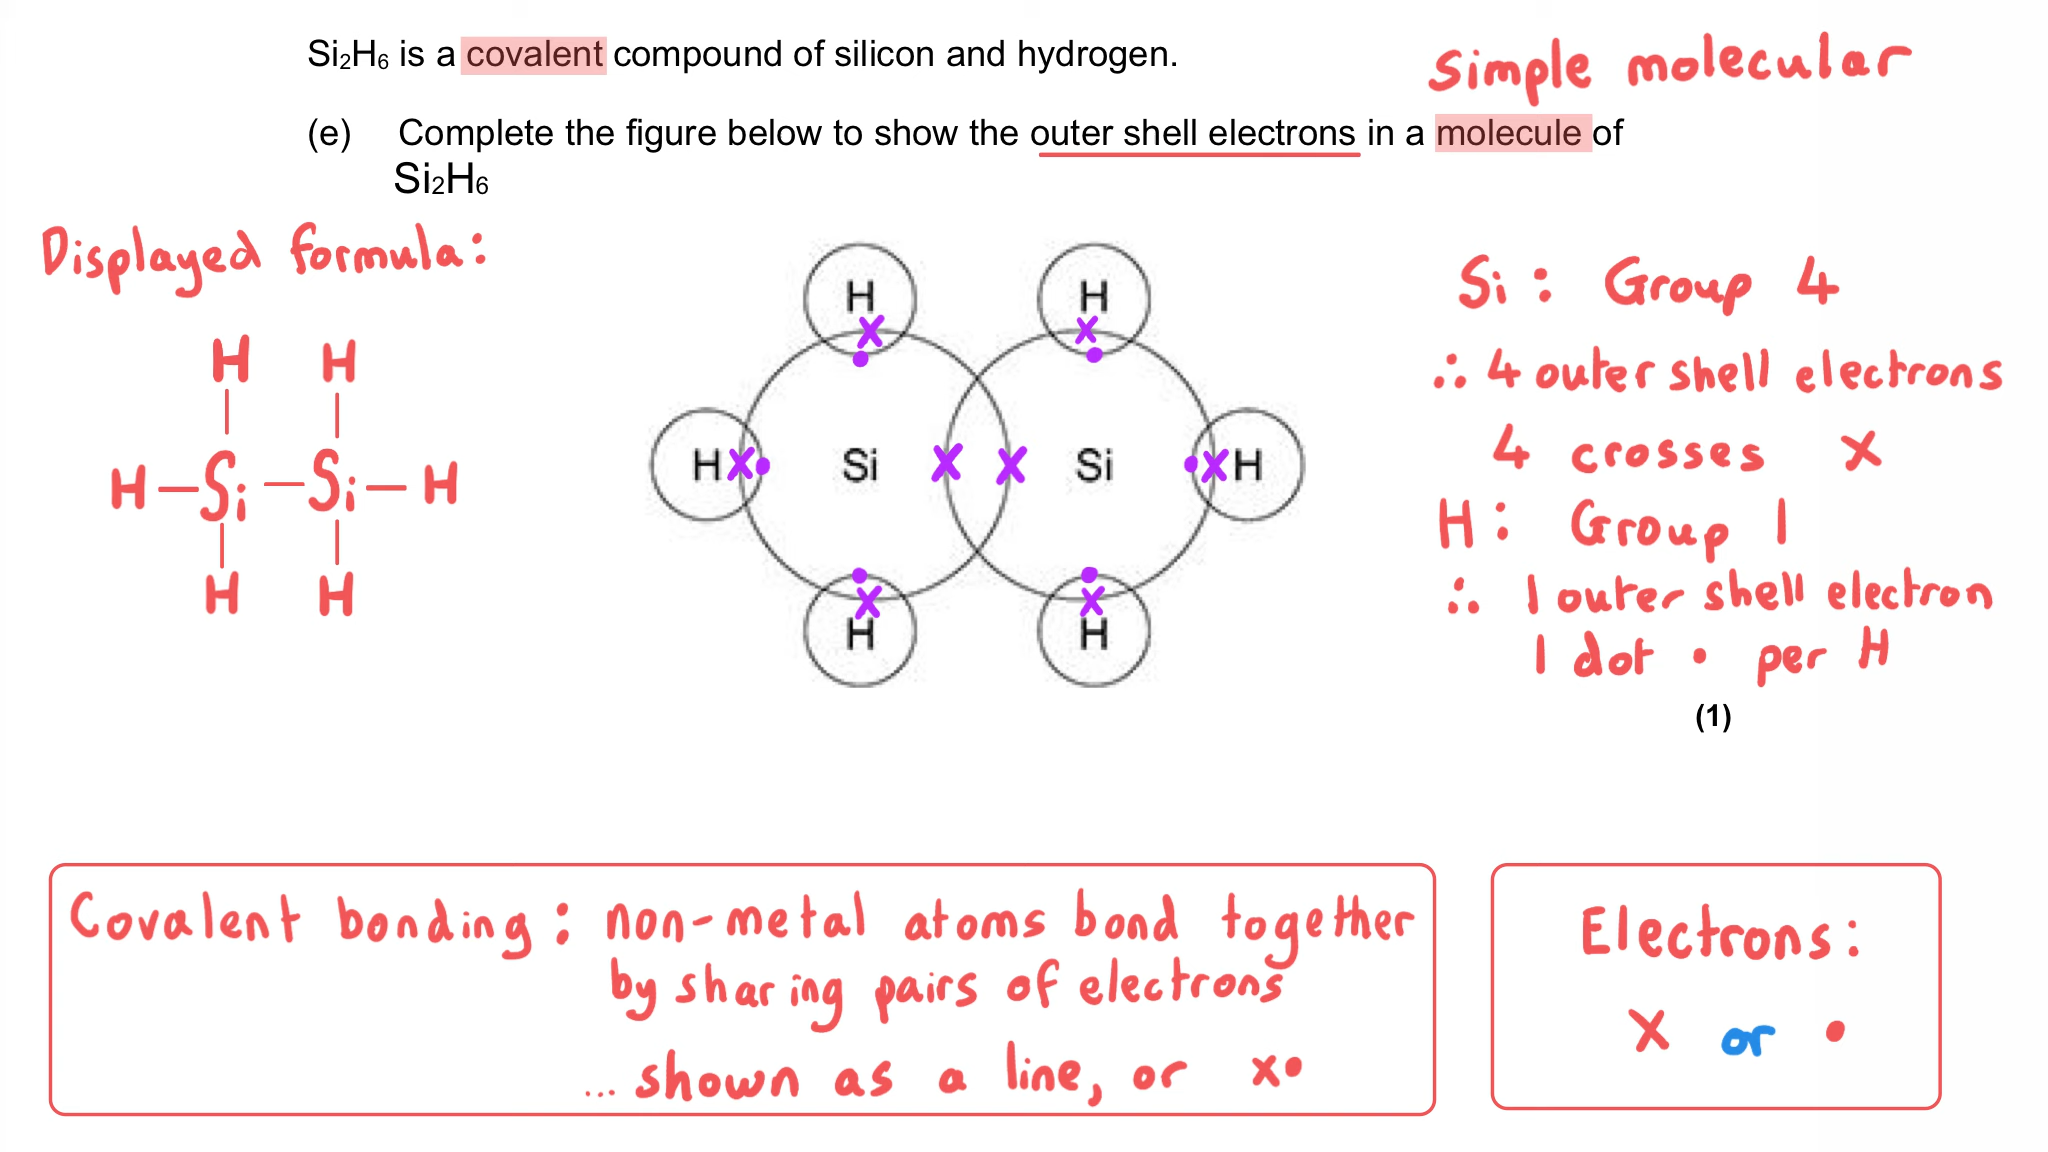 Si₂H₆ is a covalent compound of silicon and hydrogen.
simple molecular
(e) Complete the figure below to show the outer shell electrons in a molecule of
Si₂H₆
Displayed formula:
H H
H—Si—Si—H
H H
H H
H Si Si H
H H
Si: Group 4
∴ 4 outer shell electrons
4 crosses x
H: Group 1
∴ 1 outer shell electron
1 dot • per H
(1)
Covalent bonding: non-metal atoms bond together
by sharing pairs of electrons
... shown as a line, or x•
Electrons:
X or •